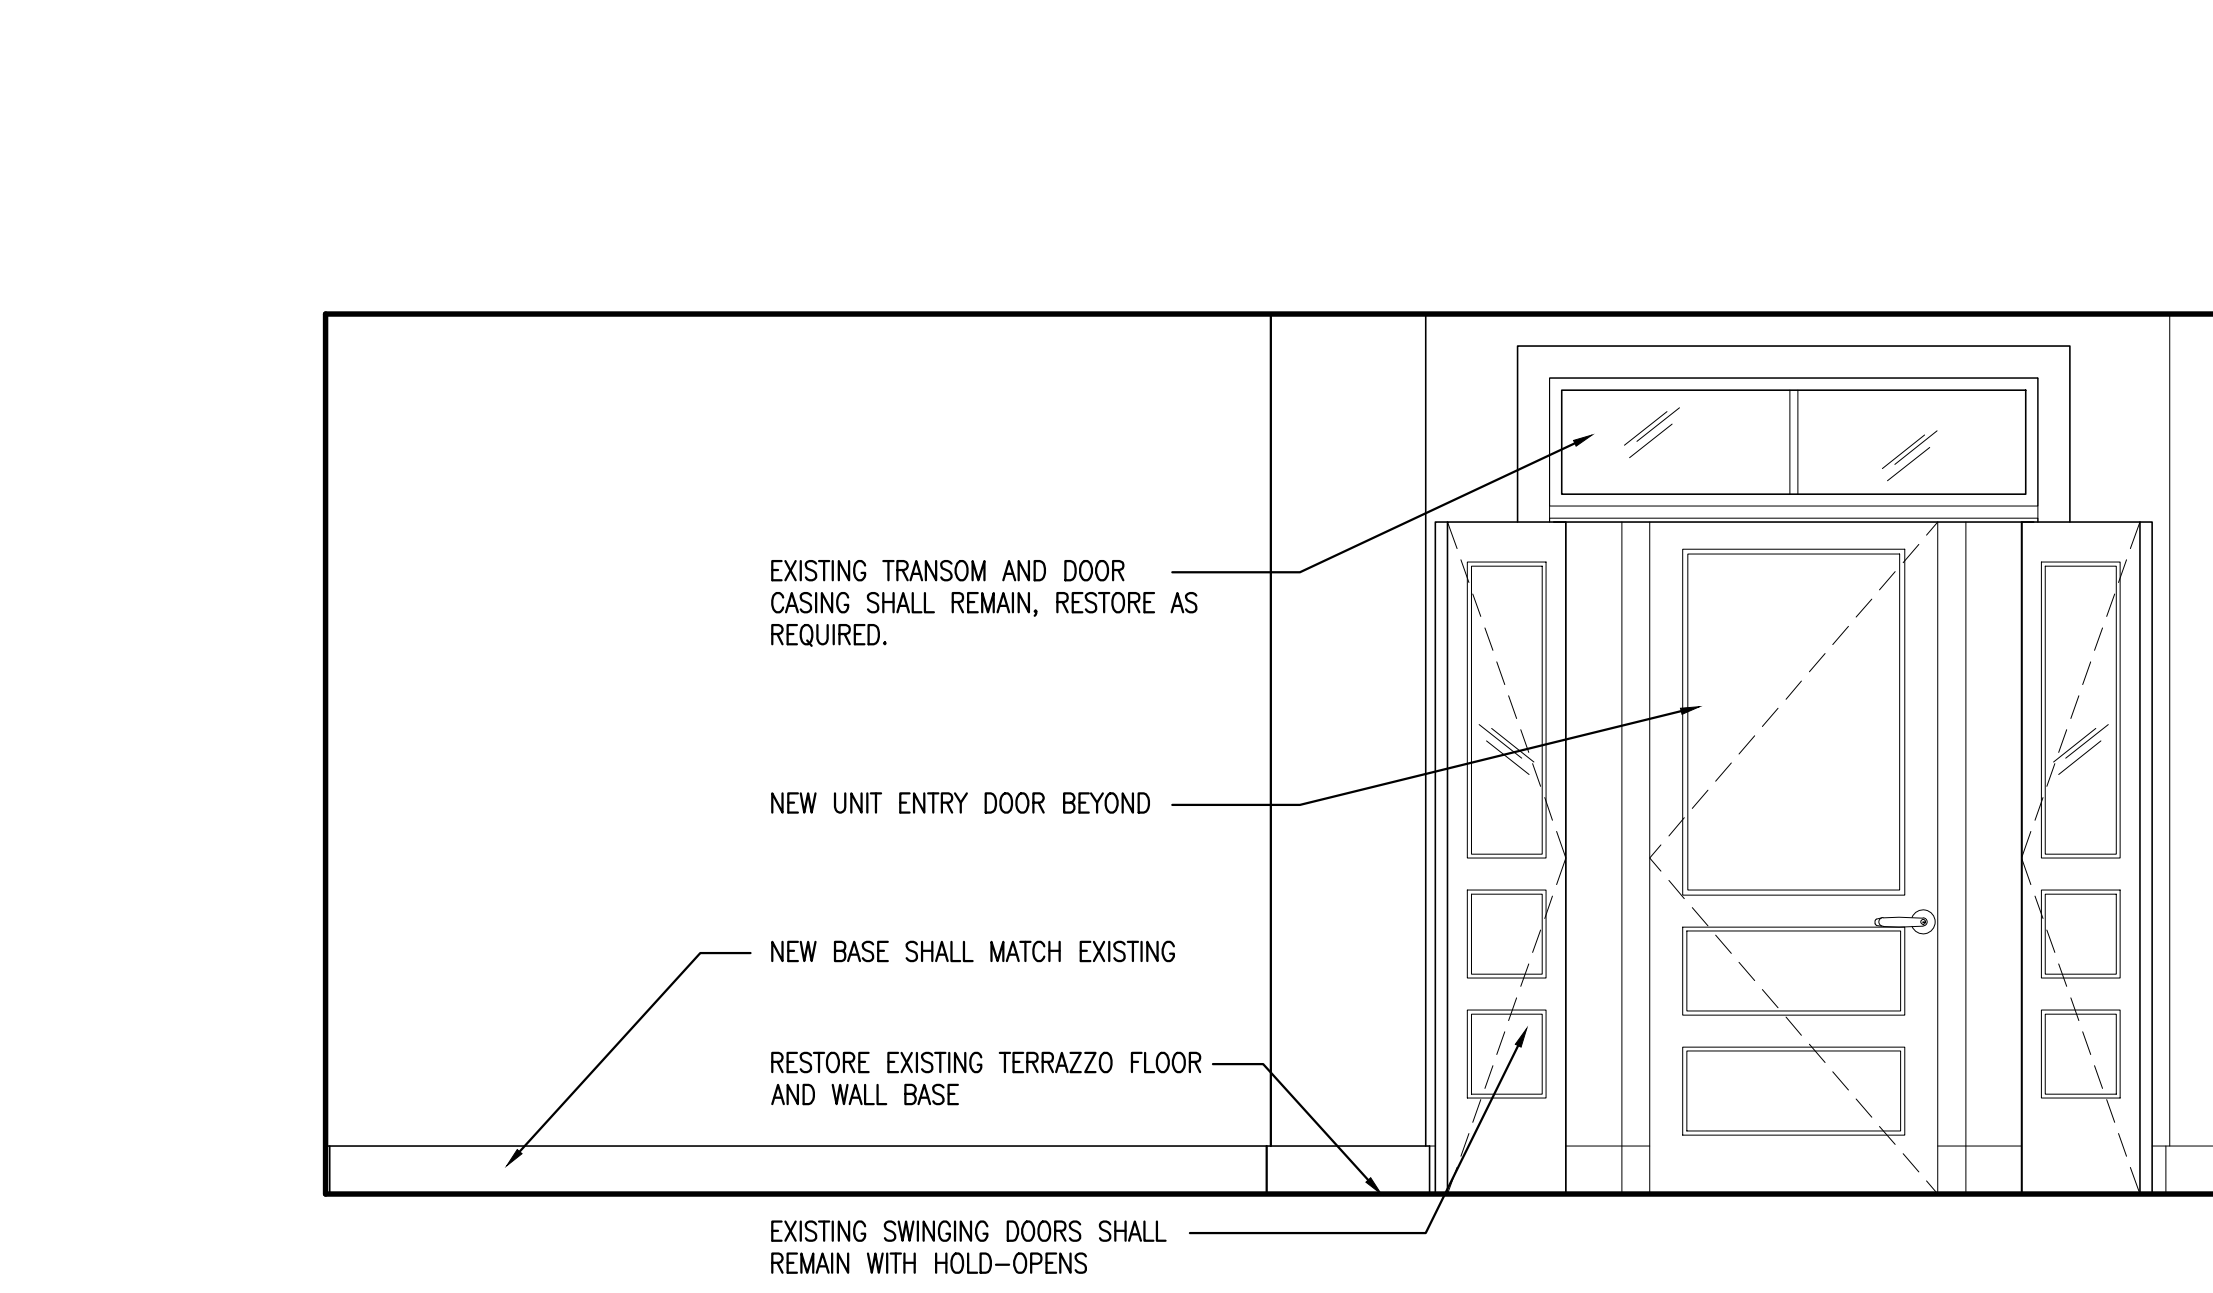 EXISTING TRANSOM AND DOOR
CASING SHALL REMAIN, RESTORE AS
REQUIRED.
NEW UNIT ENTRY DOOR BEYOND
NEW BASE SHALL MATCH EXISTING
RESTORE EXISTING TERRAZZO FLOOR
AND WALL BASE
EXISTING SWINGING DOORS SHALL
REMAIN WITH HOLD-OPENS